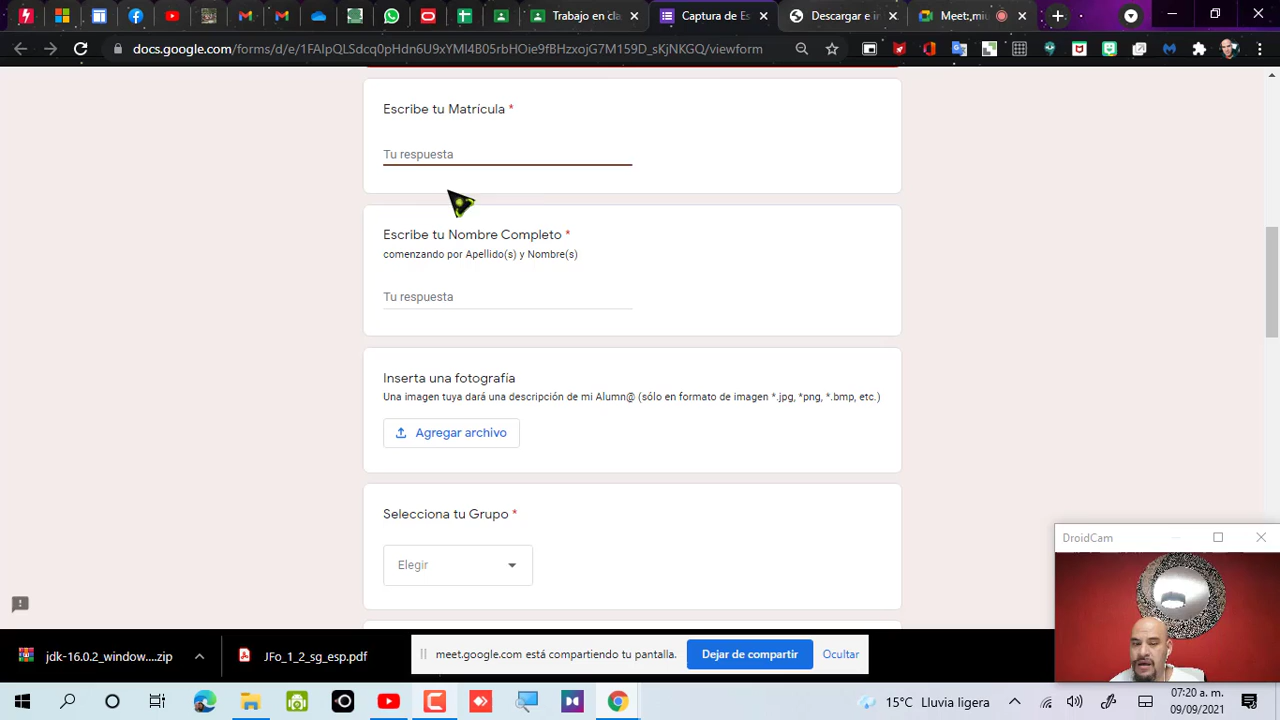 Trabajo en cla
Captura de Es
Descargar e in
Meet: „miu
docs.google.com/forms/d/e/1FAIpQLSdcq0pHdn6U9xYMl4B05rbHOie9fBHzxojG7M159D_sKjNKGQ/viewform
Escribe tu Matrícula *
Tu respuesta
Escribe tu Nombre Completo *
comenzando por Apellido(s) y Nombre(s)
Tu respuesta
Inserta una fotografía
Una imagen tuya dará una descripción de mi Alumn@ (sólo en formato de imagen *.jpg, *png, *.bmp, etc.)
Agregar archivo
Selecciona tu Grupo *
Elegir
DroidCam
jdk-16.0.2_window....zip
JFo_1_2_sg_esp.pdf
meet.google.com está compartiendo tu pantalla.
Dejar de compartir
Ocultar
15°C Lluvia ligera
07:20 a. m.
09/09/2021